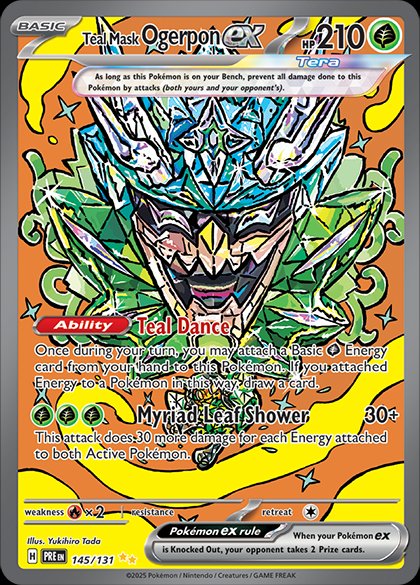 BASIC Teal Mask Ogerpon ex HP 210
Tera
As long as this Pokémon is on your Bench, prevent all damage done to this
Pokémon by attacks (both yours and your opponent's).
Ability Teal Dance
Once during your turn, you may attach a Basic Energy
card from your hand to this Pokémon. If you attached
Energy to a Pokémon in this way, draw a card.
Myriad Leaf Shower 30+
This attack does 30 more damage for each Energy attached
to both Active Pokémon.
weakness ×2 resistance retreat
Illus. Yukihiro Tada
Pokémon ex rule When your Pokémon ex
is Knocked Out, your opponent takes 2 Prize cards.
H PRE EN 145/131
©2025 Pokémon / Nintendo / Creatures / GAME FREAK